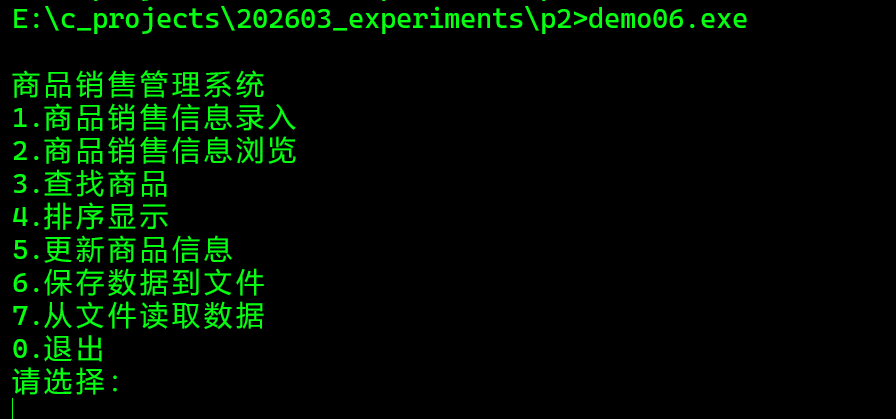 E:\c_projects\202603_experiments\p2>demo06.exe
商品销售管理系统
1.商品销售信息录入
2.商品销售信息浏览
3.查找商品
4.排序显示
5.更新商品信息
6.保存数据到文件
7.从文件读取数据
0.退出
请选择: